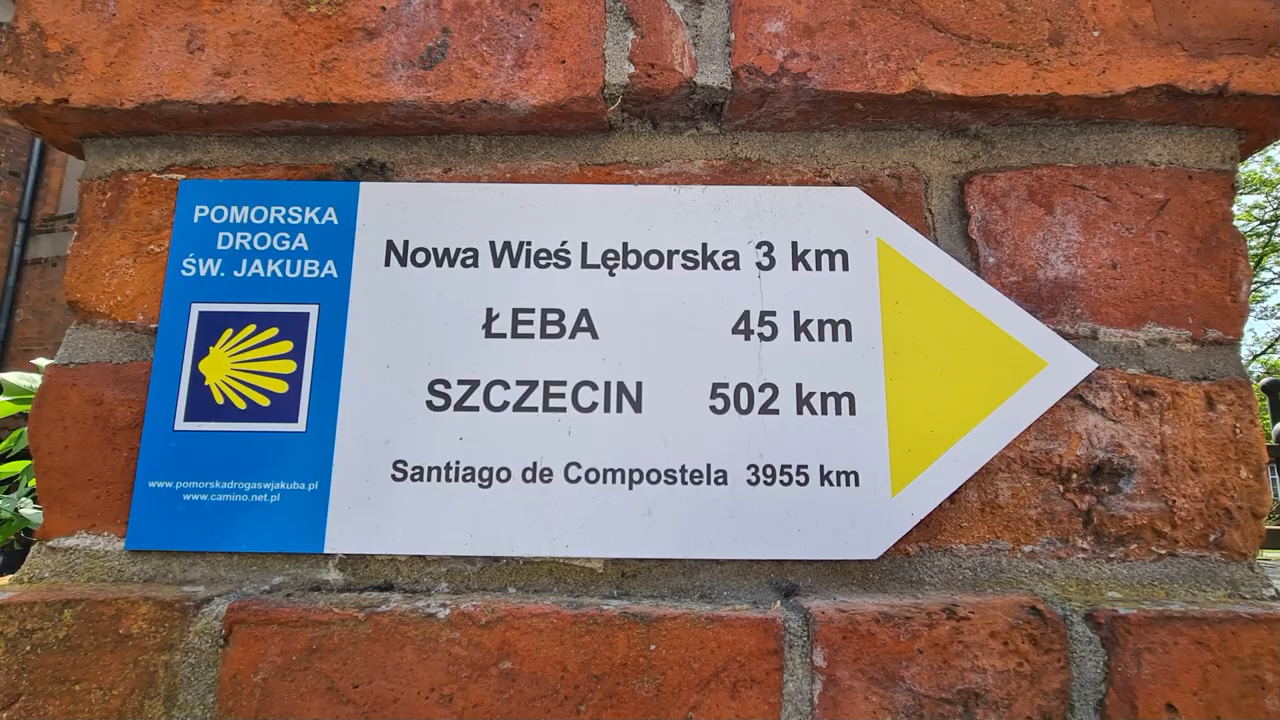 POMORSKA
DROGA
ŚW. JAKUBA
www.pomorskadrogaswjakuba.pl
www.camino.net.pl
Nowa Wieś Lęborska 3 km
ŁEBA 45 km
SZCZECIN 502 km
Santiago de Compostela 3955 km